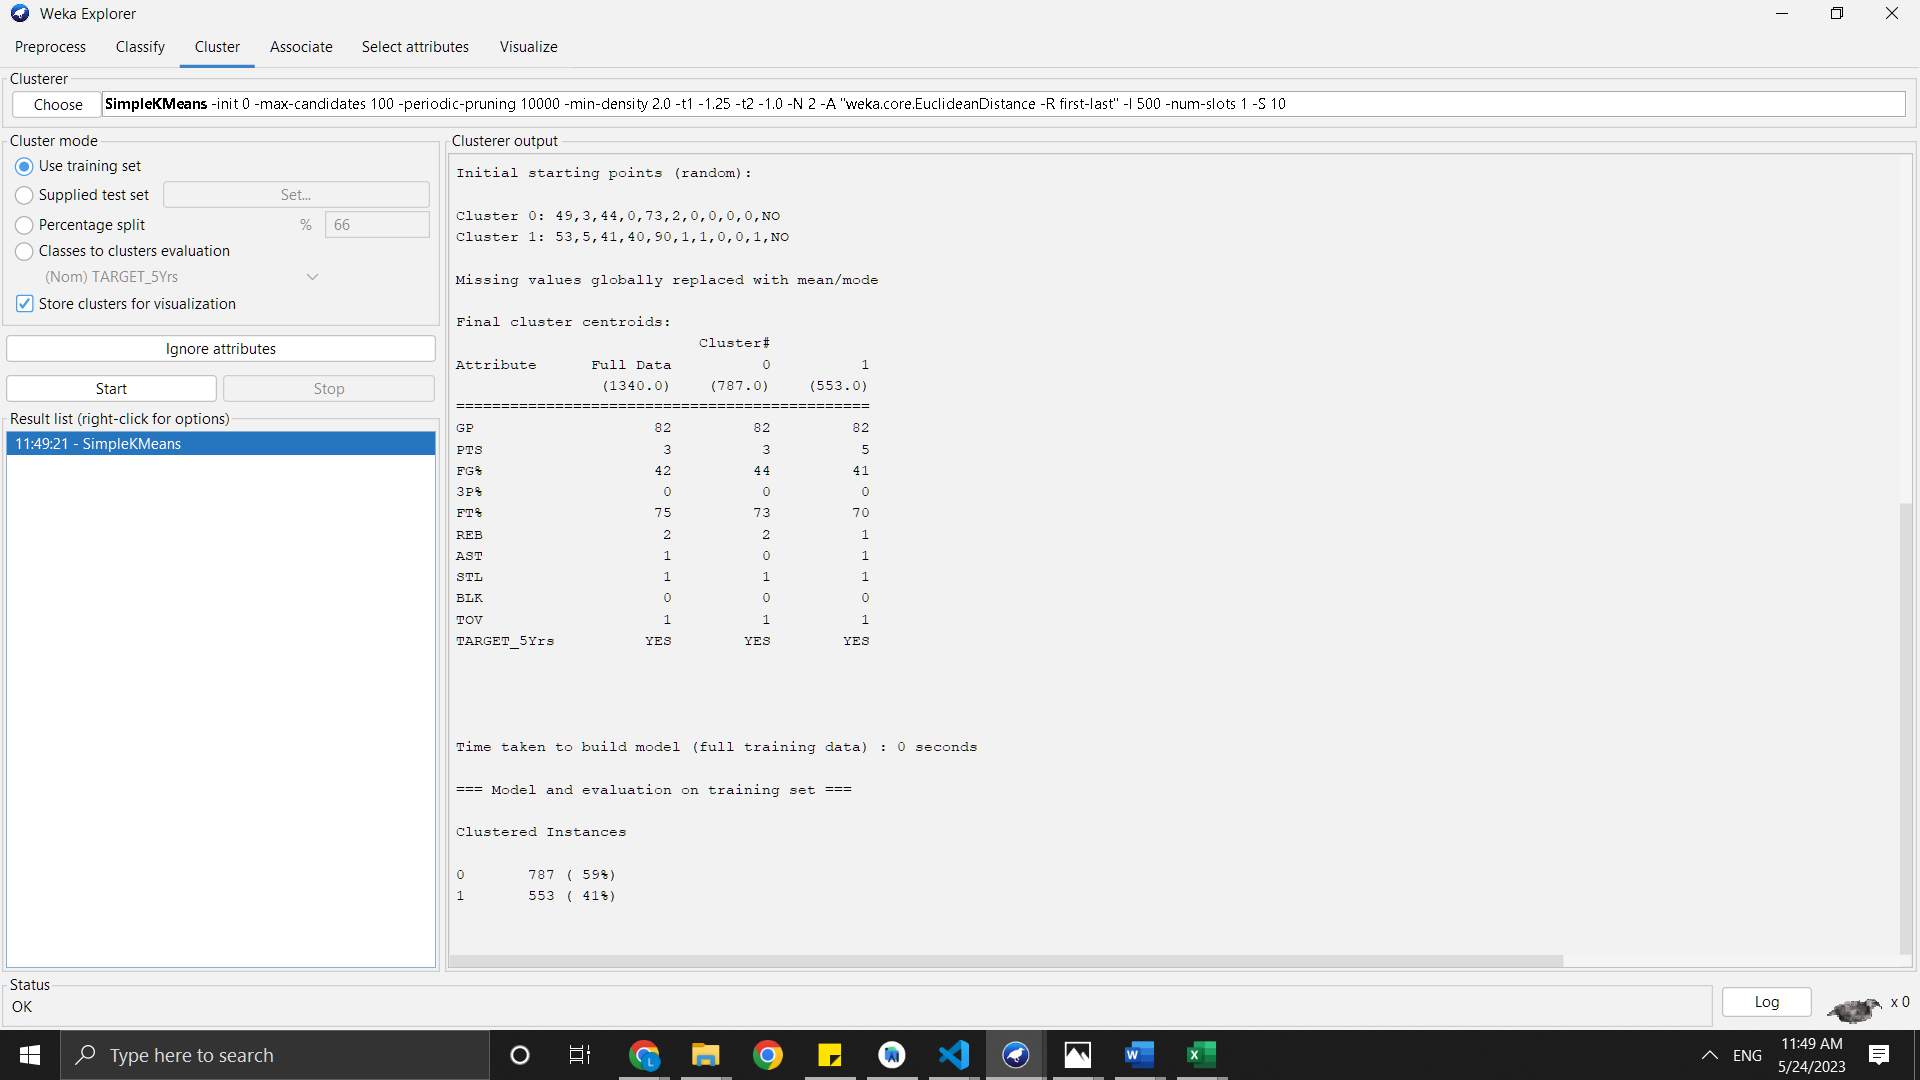 Weka Explorer
Preprocess Classify Cluster Associate Select attributes Visualize
Clusterer
Choose SimpleKMeans -init 0 -max-candidates 100 -periodic-pruning 10000 -min-density 2.0 -t1 -1.25 -t2 -1.0 -N 2 -A "weka.core.EuclideanDistance -R first-last" -I 500 -num-slots 1 -S 10
Cluster mode
Use training set
Supplied test set Set...
Percentage split % 66
Classes to clusters evaluation
(Nom) TARGET_5Yrs
Store clusters for visualization
Ignore attributes
Start Stop
Result list (right-click for options)
11:49:21 - SimpleKMeans
Clusterer output
Initial starting points (random):
Cluster 0: 49,3,44,0,73,2,0,0,0,0,NO
Cluster 1: 53,5,41,40,90,1,1,0,0,1,NO
Missing values globally replaced with mean/mode
Final cluster centroids:
Cluster#
Attribute Full Data 0 1
(1340.0) (787.0) (553.0)
==============================================
GP 82 82 82
PTS 3 3 5
FG% 42 44 41
3P% 0 0 0
FT% 75 73 70
REB 2 2 1
AST 1 0 1
STL 1 1 1
BLK 0 0 0
TOV 1 1 1
TARGET_5Yrs YES YES YES
Time taken to build model (full training data) : 0 seconds
=== Model and evaluation on training set ===
Clustered Instances
0 787 ( 59%)
1 553 ( 41%)
Status
OK
Log x 0
Type here to search
ENG
11:49 AM
5/24/2023